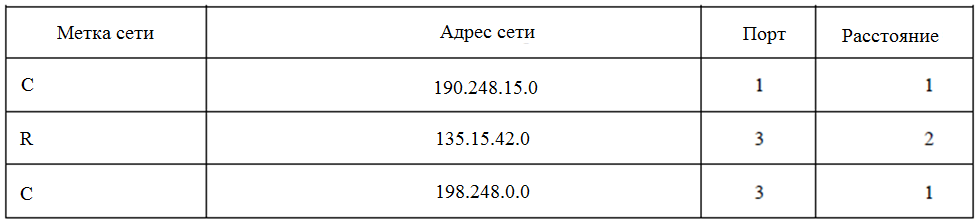 Метка сети Адрес сети Порт Расстояние
C 190.248.15.0 1 1
R 135.15.42.0 3 2
C 198.248.0.0 3 1